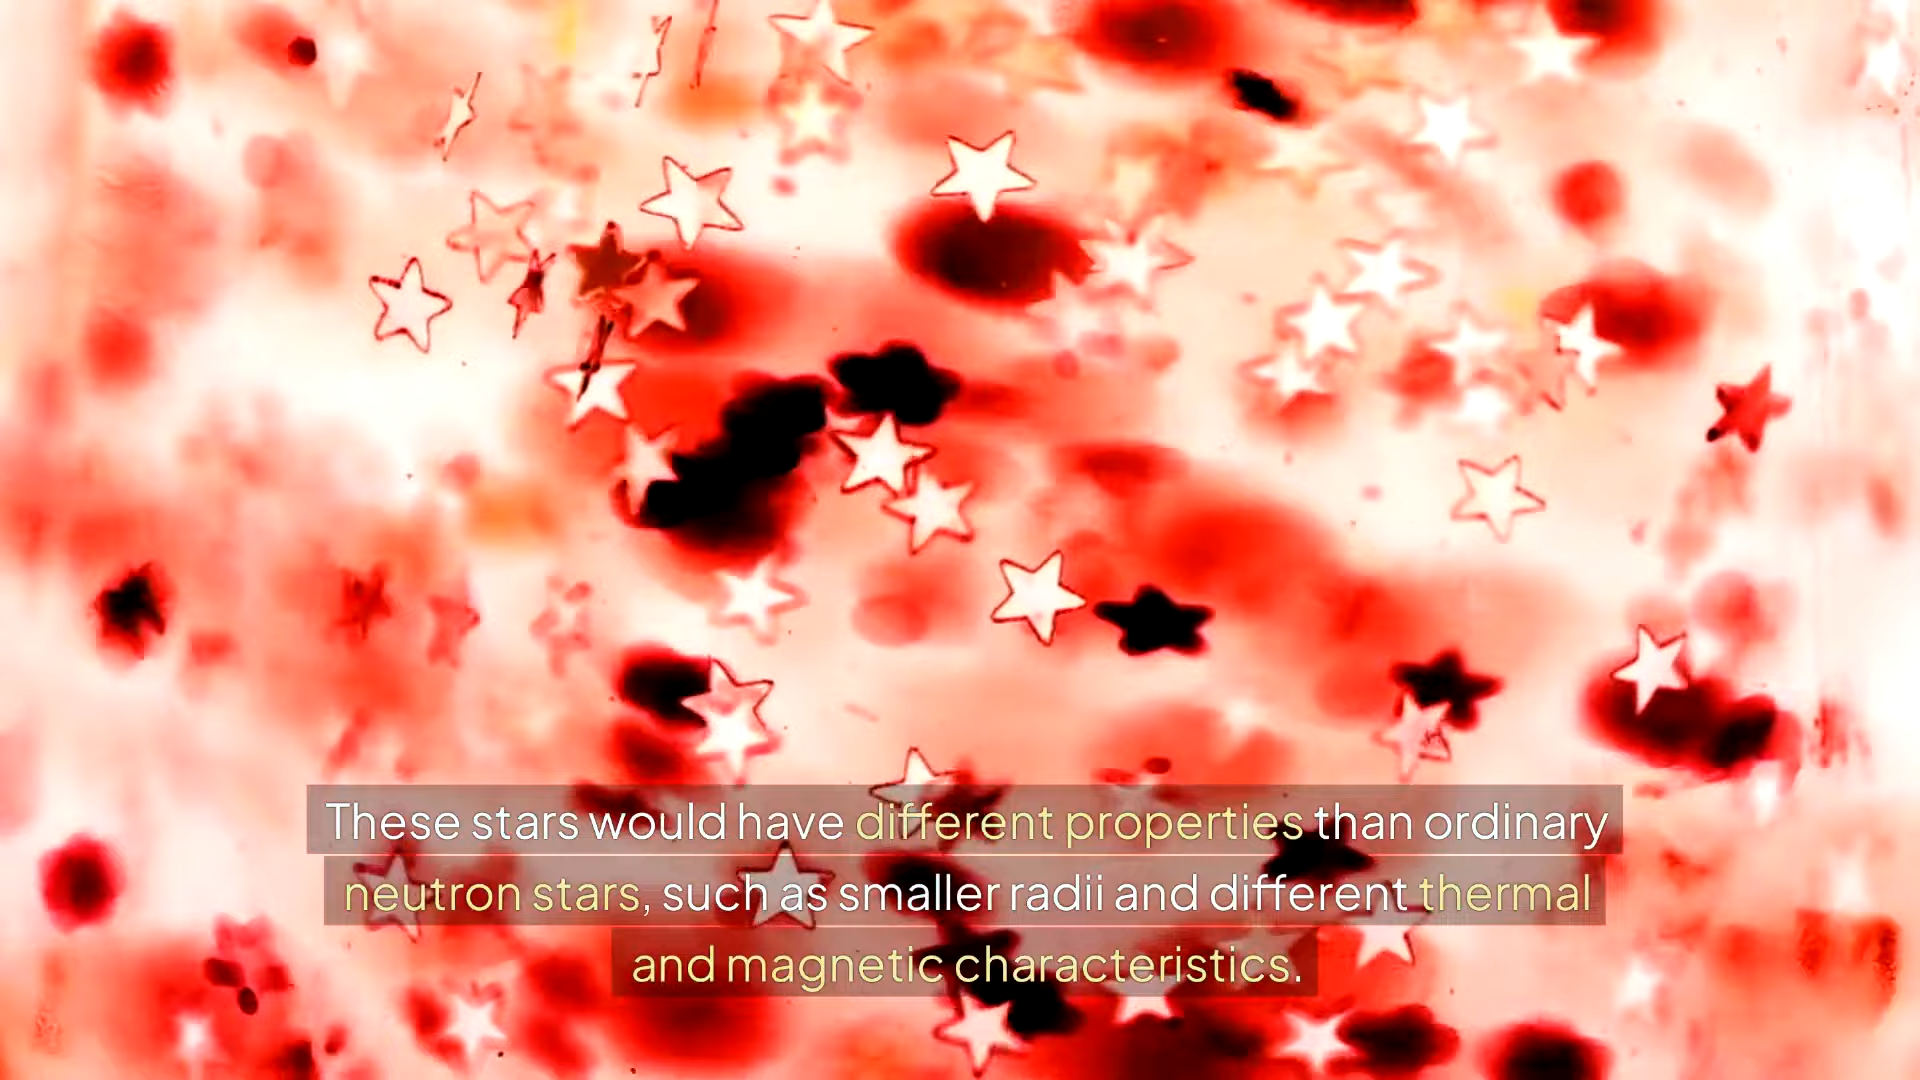 These stars would have different properties than ordinary
neutron stars, such as smaller radii and different thermal
and magnetic characteristics.